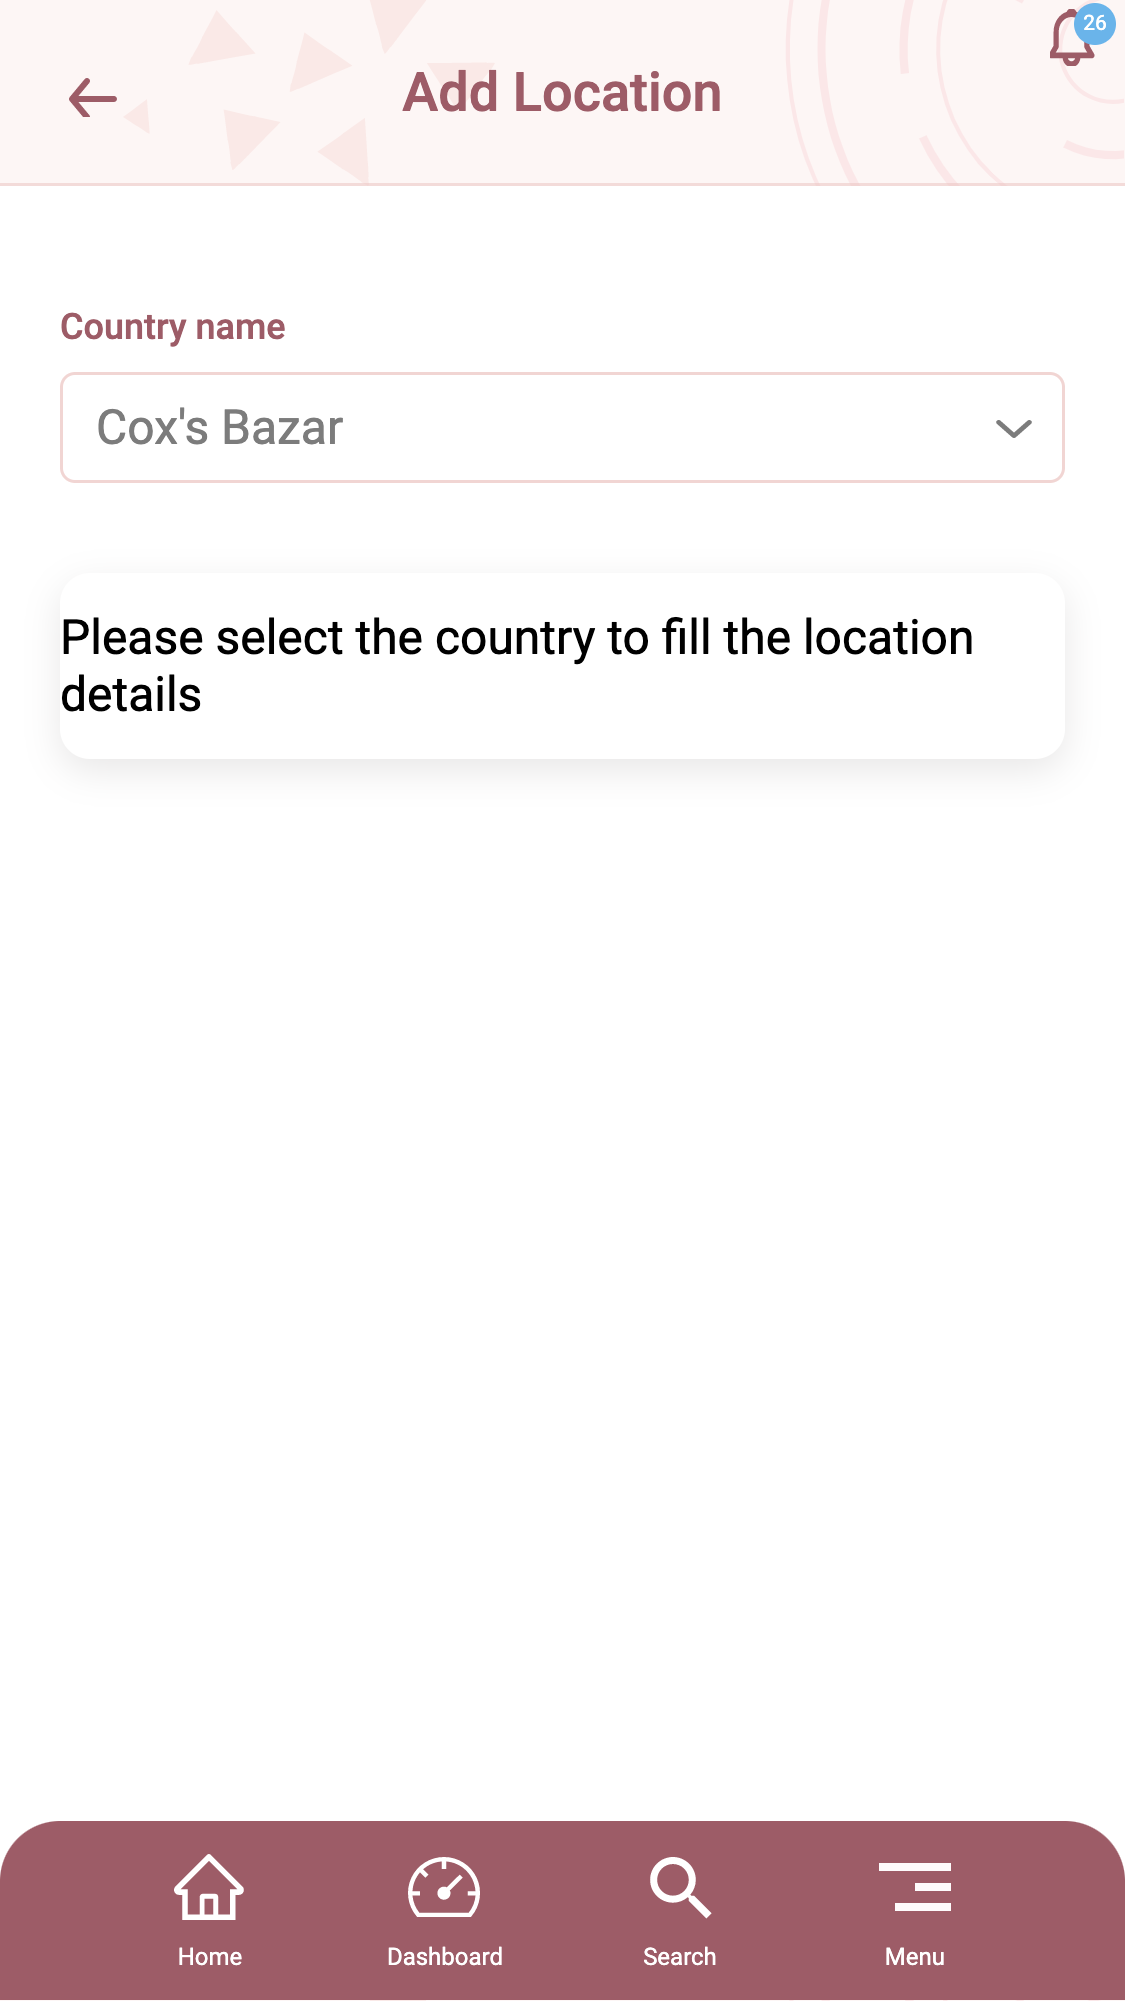 26
Add Location
Country name
Cox's Bazar
Please select the country to fill the location
details
Home
Dashboard
Search
Menu